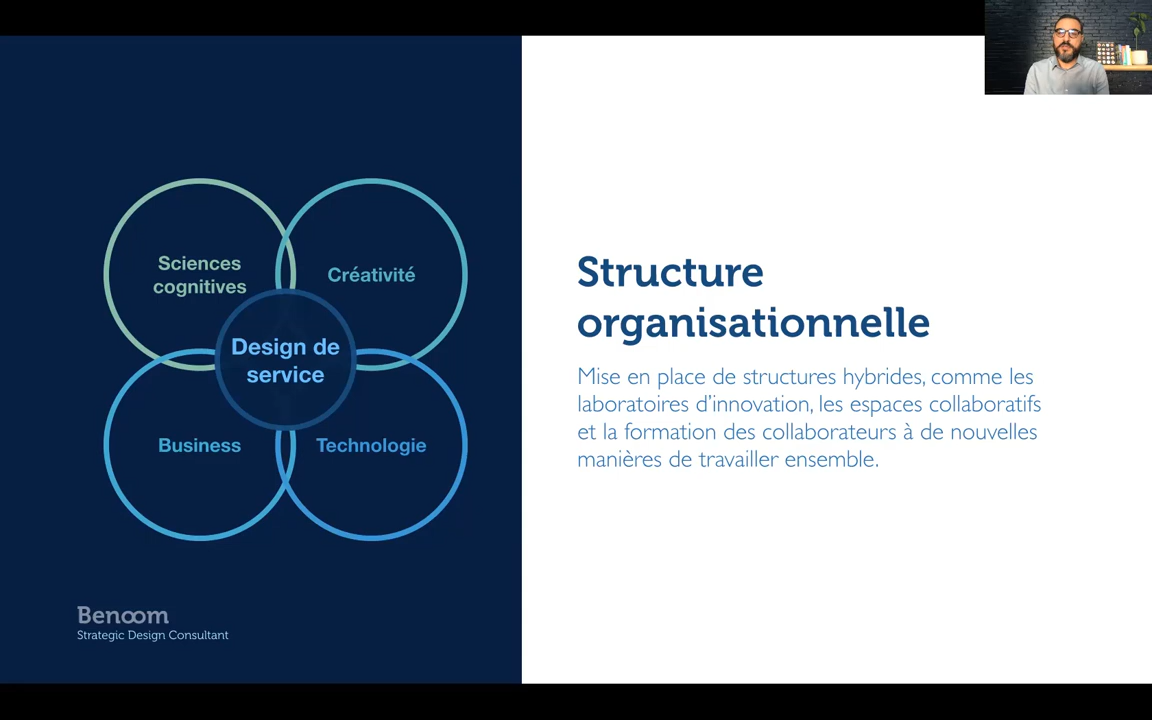 Sciences
cognitives
Créativité
Design de
service
Business
Technologie
Benoom
Strategic Design Consultant
Structure
organisationnelle
Mise en place de structures hybrides, comme les
laboratoires d’innovation, les espaces collaboratifs
et la formation des collaborateurs à de nouvelles
manières de travailler ensemble.